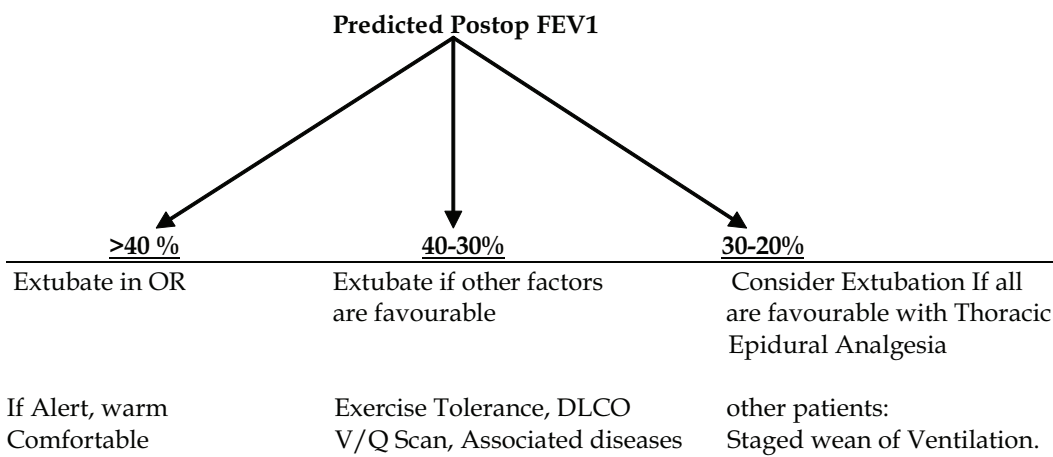 Predicted Postop FEV1
>40 %
Extubate in OR
If Alert, warm
Comfortable
40-30%
Extubate if other factors
are favourable
Exercise Tolerance, DLCO
V/Q Scan, Associated diseases
30-20%
Consider Extubation If all
are favourable with Thoracic
Epidural Analgesia
other patients:
Staged wean of Ventilation.